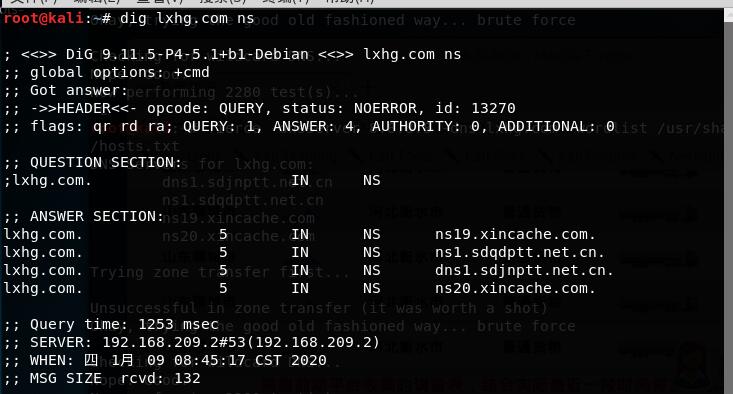 root@kali:~# dig lxhg.com ns
; <<>> DiG 9.11.5-P4-5.1+b1-Debian <<>> lxhg.com ns
;; global options: +cmd
;; Got answer:
;; ->>HEADER<<- opcode: QUERY, status: NOERROR, id: 13270
;; flags: qr rd ra; QUERY: 1, ANSWER: 4, AUTHORITY: 0, ADDITIONAL: 0
;; QUESTION SECTION:
;lxhg.com. IN NS
;; ANSWER SECTION:
lxhg.com. 5 IN NS ns19.xincache.com.
lxhg.com. 5 IN NS ns1.sdqdptt.net.cn.
lxhg.com. 5 IN NS dns1.sdjnptt.net.cn.
lxhg.com. 5 IN NS ns20.xincache.com.
;; Query time: 1253 msec
;; SERVER: 192.168.209.2#53(192.168.209.2)
;; WHEN: 四 1月 09 08:45:17 CST 2020
;; MSG SIZE rcvd: 132